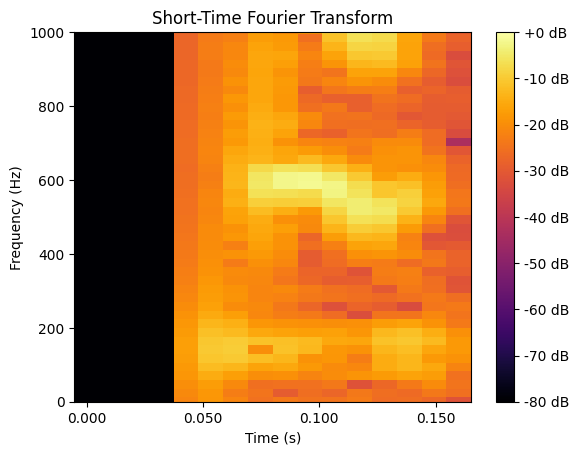 Short-Time Fourier Transform
1000
800
600
400
200
0
Frequency (Hz)
0.000
0.050
0.100
0.150
Time (s)
+0 dB
-10 dB
-20 dB
-30 dB
-40 dB
-50 dB
-60 dB
-70 dB
-80 dB